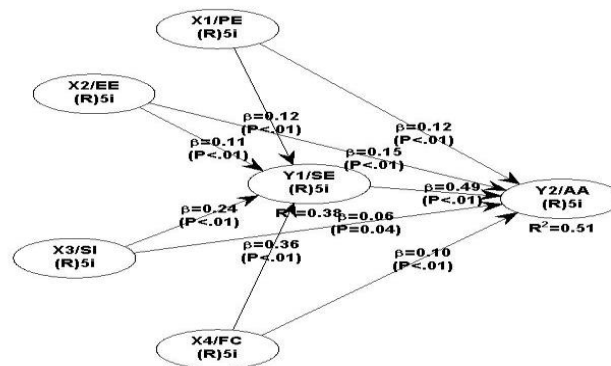 X1/PE
(R)5i
X2/EE
(R)5i
β=0.12
(P<.01)
β=0.12
(P<.01)
β=0.11
(P<.01)
β=0.15
(P<.01)
Y1/SE
(R)5i
β=0.49
(P<.01)
Y2/AA
(R)5i
R²=0.51
β=0.24
(P<.01)
R²=0.38
β=0.06
(P=0.04)
X3/SI
(R)5i
β=0.36
(P<.01)
β=0.10
(P<.01)
X4/FC
(R)5i